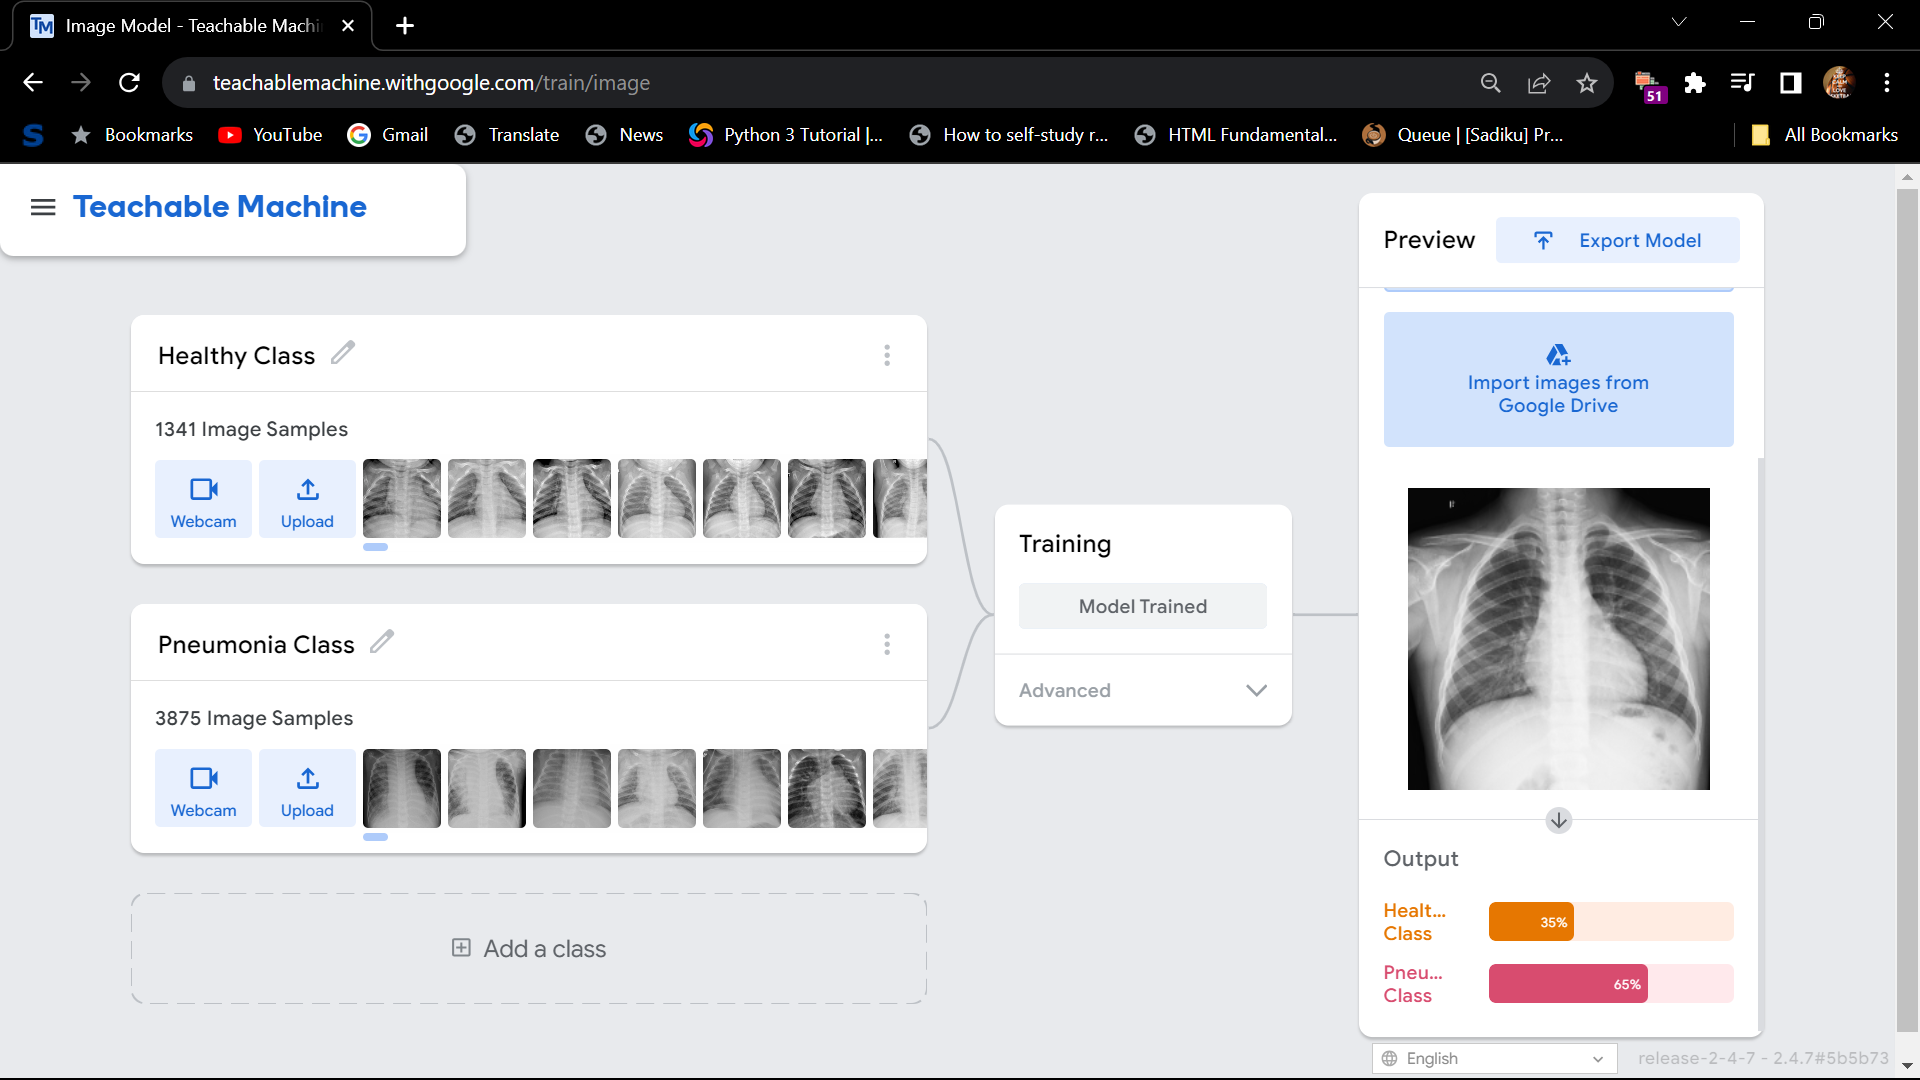 Image Model - Teachable Machi
teachablemachine.withgoogle.com/train/image
51
Bookmarks
YouTube
Gmail
Translate
News
Python 3 Tutorial |...
How to self-study r...
HTML Fundamental...
Queue | [Sadiku] Pr...
All Bookmarks
Teachable Machine
Preview
Export Model
Import images from
Google Drive
Healthy Class
1341 Image Samples
Webcam
Upload
Training
Model Trained
Advanced
Pneumonia Class
3875 Image Samples
Webcam
Upload
Add a class
Output
Healt...
Class
35%
Pneu...
Class
65%
English
release-2-4-7 - 2.4.7#5b5b73